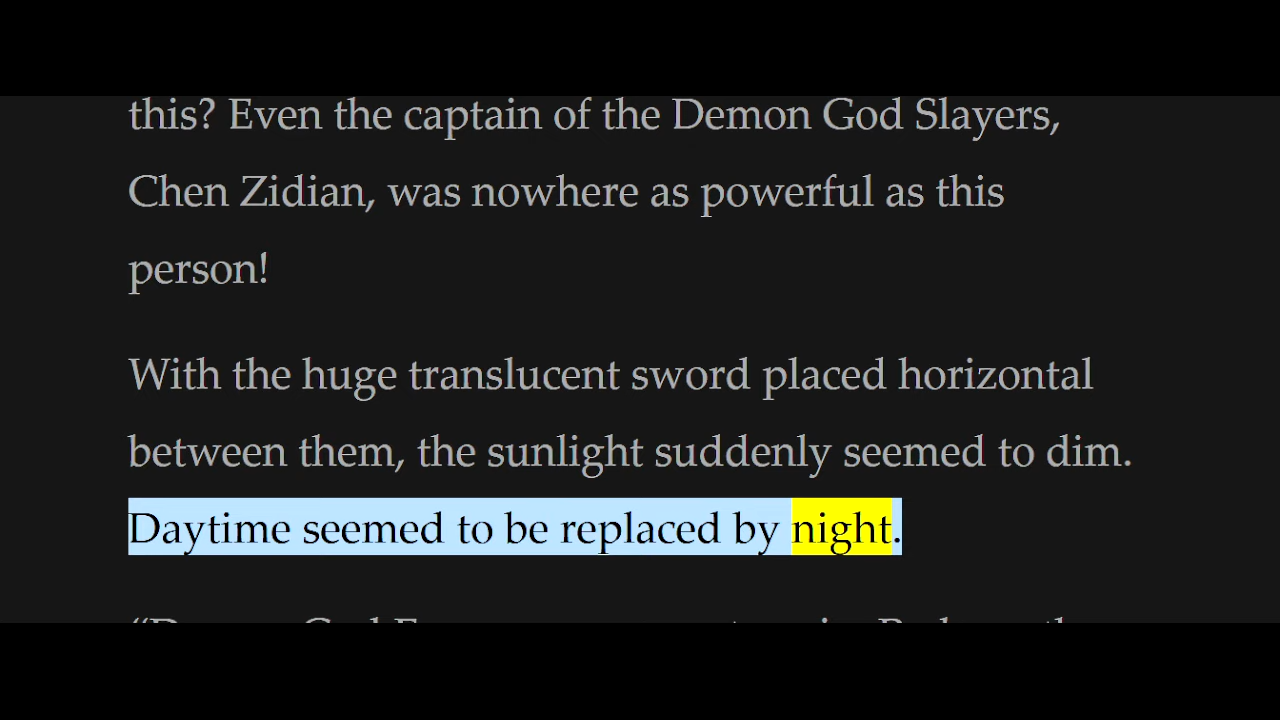 this? Even the captain of the Demon God Slayers,
Chen Zidian, was nowhere as powerful as this
person!
With the huge translucent sword placed horizontal
between them, the sunlight suddenly seemed to dim.
Daytime seemed to be replaced by night.